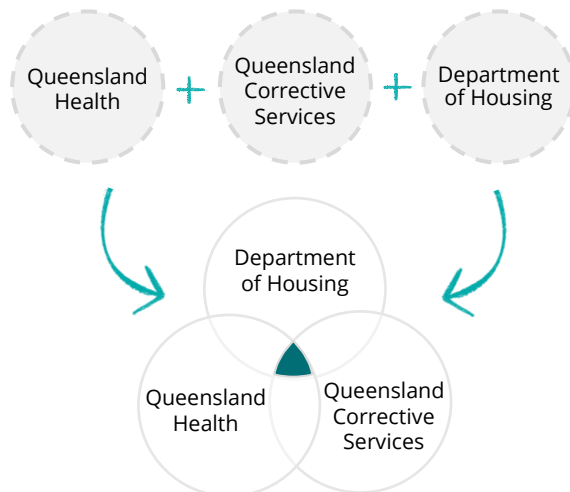 Queensland
Health
+
Queensland
Corrective
Services
+
Department
of Housing
Department
of Housing
Queensland
Health
Queensland
Corrective
Services